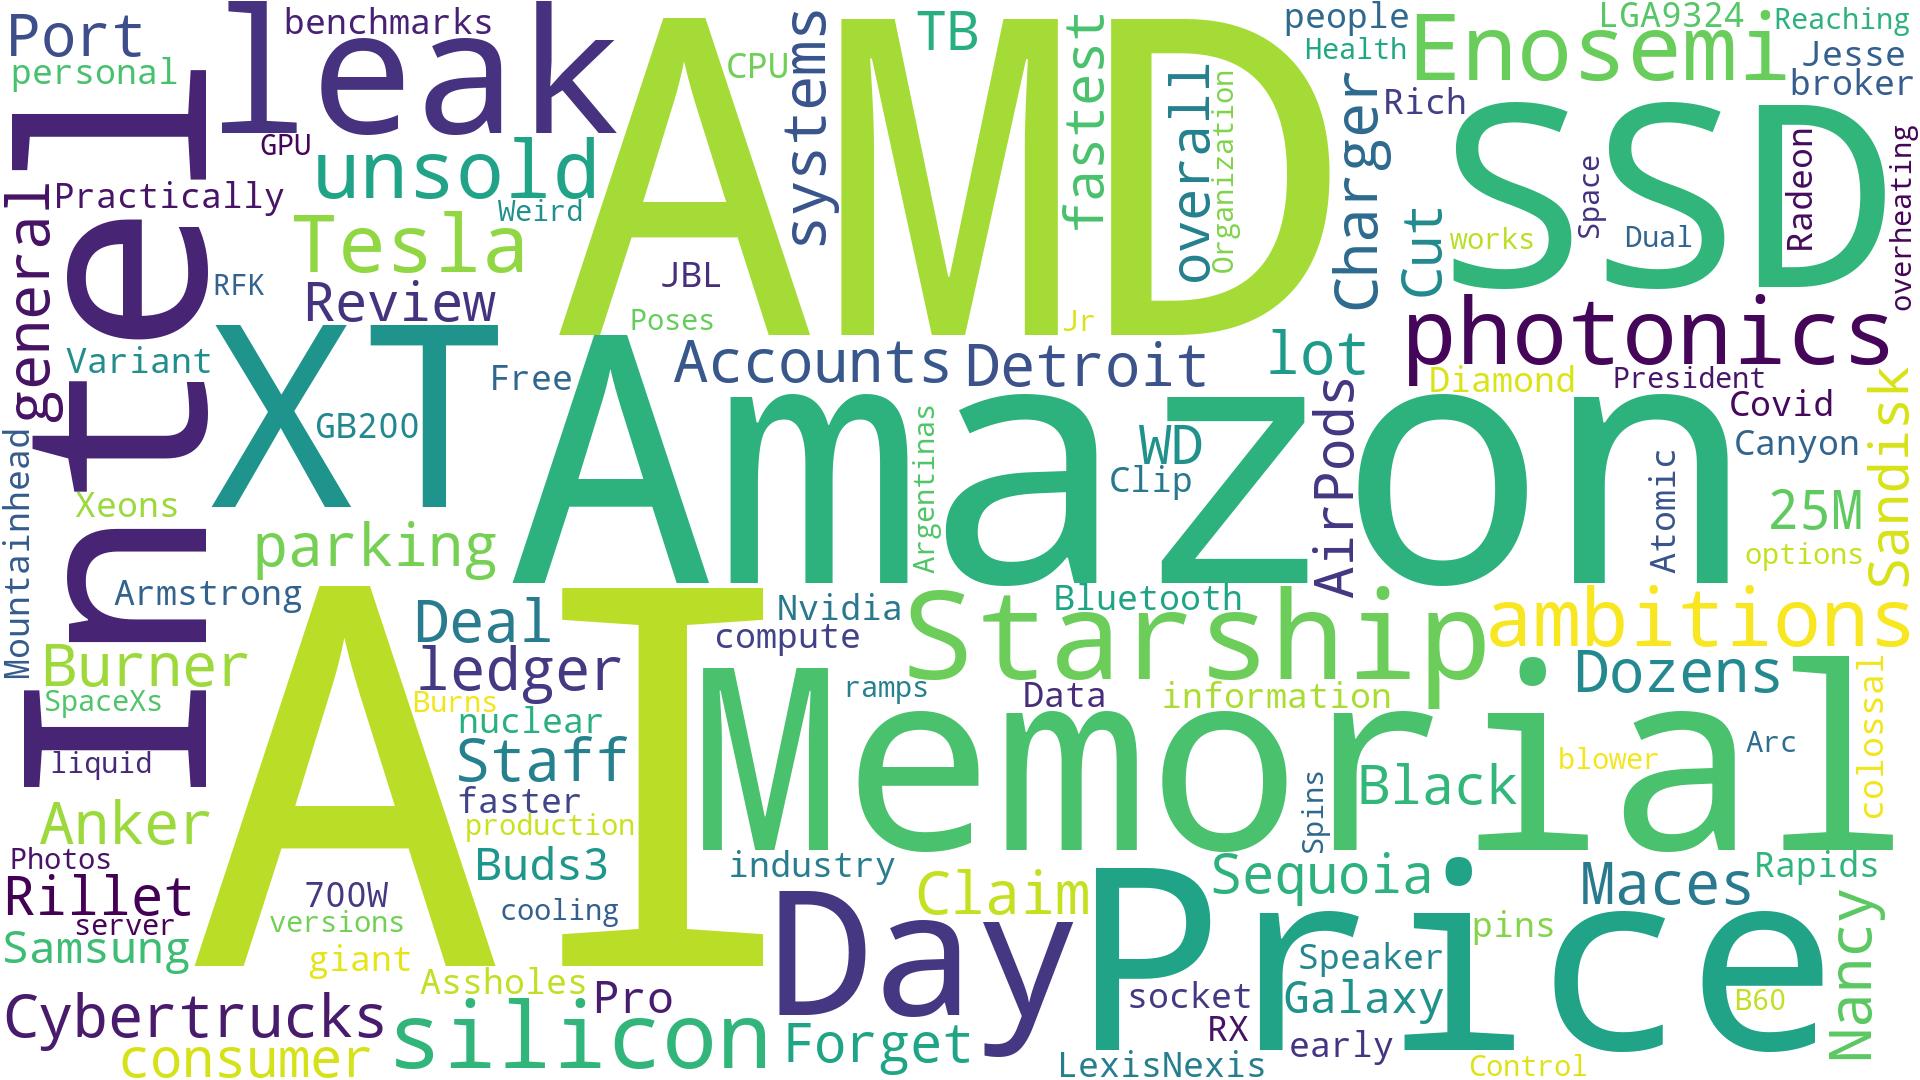 Port
benchmarks
leak
personal
GPU
CPU
AMD
systems
TB
fastest
overall
Organization
people
Health
Charger
Rich
Enosemi
LGA9324
Reaching
Jesse
broker
SSD
Space
works
Dual
Radeon
overheating
Cut
Intel
general
Practically
unsold
Weird
Tesla
RFK
Review
JBL
Poses
Jr
XT
Variant
GB200
Free
Accounts
Detroit
lot
photonics
Diamond
President
Covid
Canyon
Sandisk
Amazon
Argentinas
WD
Clip
AirPods
Atomic
25M
options
Mountainhead
Xeons
parking
Armstrong
Burner
SpaceXs
liquid
AI
Deal
ledger
Burns
nuclear
Staff
faster
production
Buds3
cooling
Nvidia
compute
Bluetooth
Starship
ambitions
ramps
Data
information
Dozens
Memorial
Spins
Black
blower
Arc
colossal
Anker
Photos
Rillet
server
Samsung
700W
versions
giant
Assholes
Pro
industry
Day
Claim
Sequoia
Price
Maces
Rapids
pins
Nancy
Speaker
socket
Galaxy
RX
early
B60
Control
LexisNexis
Forget
silicon
Cybertrucks
consumer